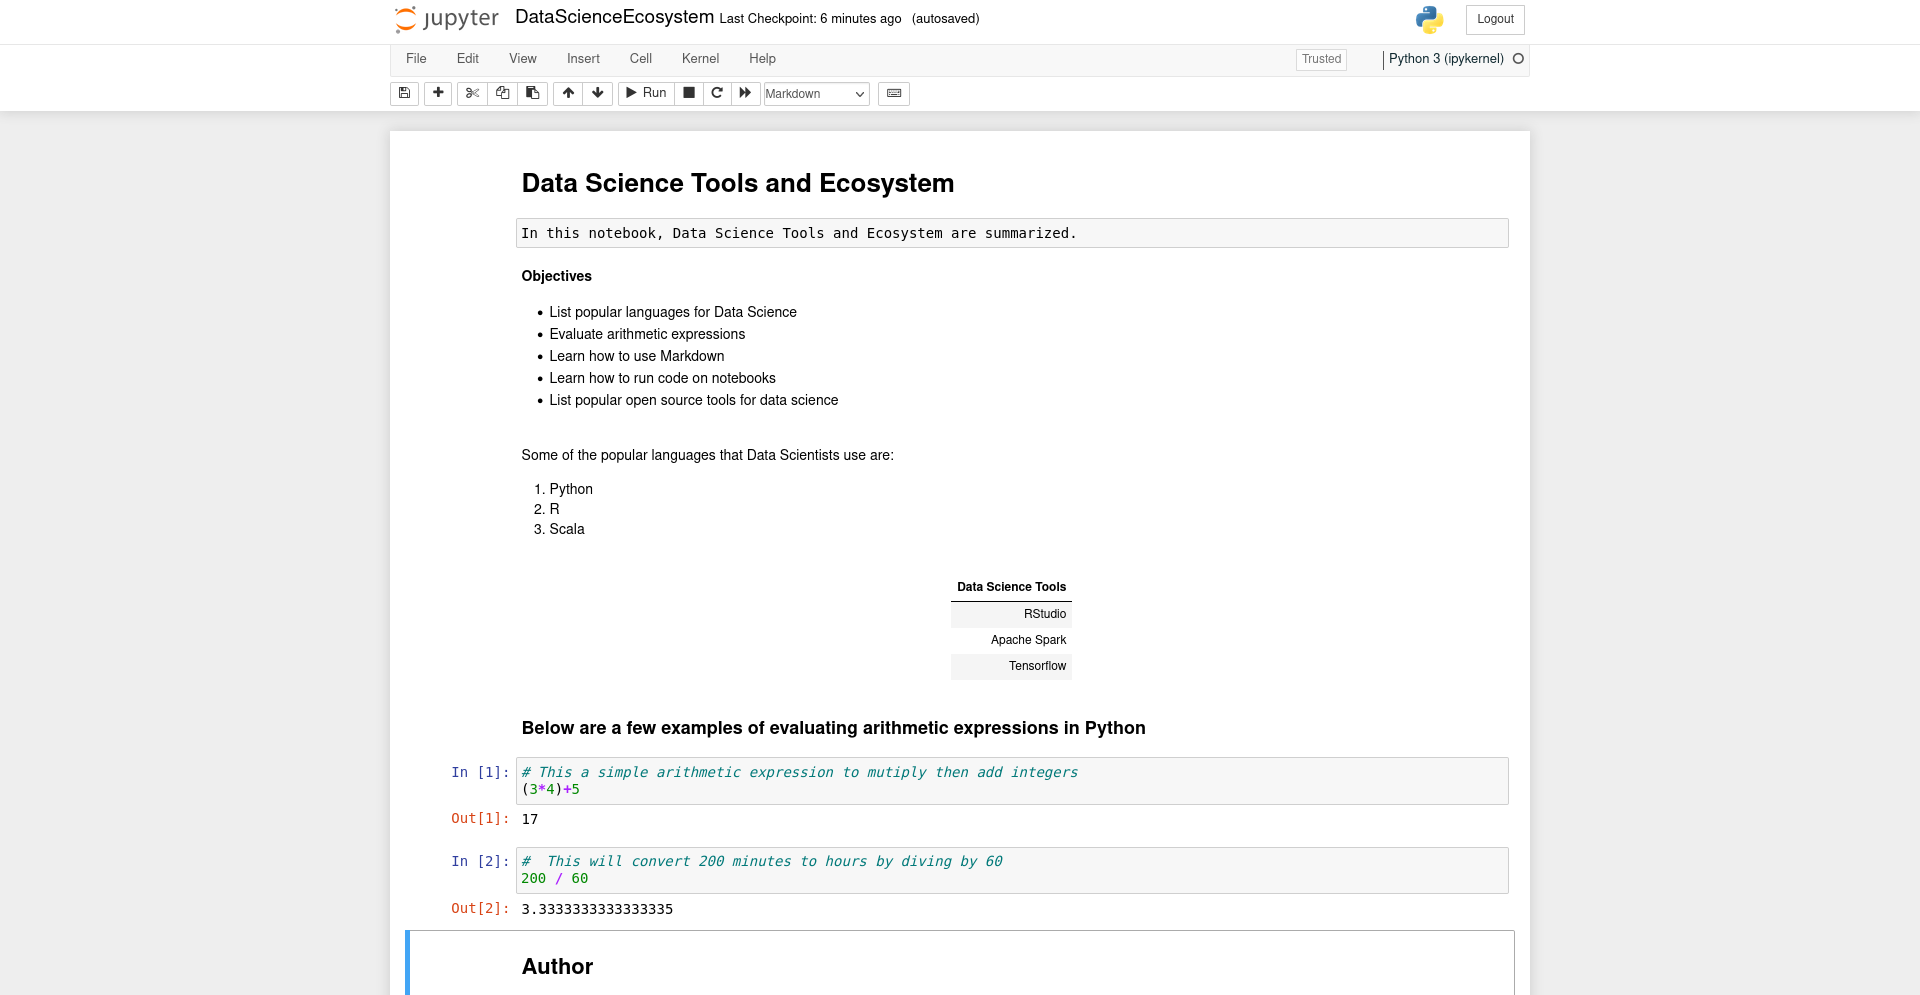 jupyter DataScienceEcosystem Last Checkpoint: 6 minutes ago (autosaved) Logout
File Edit View Insert Cell Kernel Help Trusted Python 3 (ipykernel)
Run Markdown
Data Science Tools and Ecosystem
In this notebook, Data Science Tools and Ecosystem are summarized.
Objectives
• List popular languages for Data Science
• Evaluate arithmetic expressions
• Learn how to use Markdown
• Learn how to run code on notebooks
• List popular open source tools for data science
Some of the popular languages that Data Scientists use are:
1. Python
2. R
3. Scala
Data Science Tools
RStudio
Apache Spark
Tensorflow
Below are a few examples of evaluating arithmetic expressions in Python
In [1]: # This a simple arithmetic expression to mutiply then add integers
(3*4)+5
Out[1]: 17
In [2]: #  This will convert 200 minutes to hours by diving by 60
200 / 60
Out[2]: 3.3333333333333335
Author